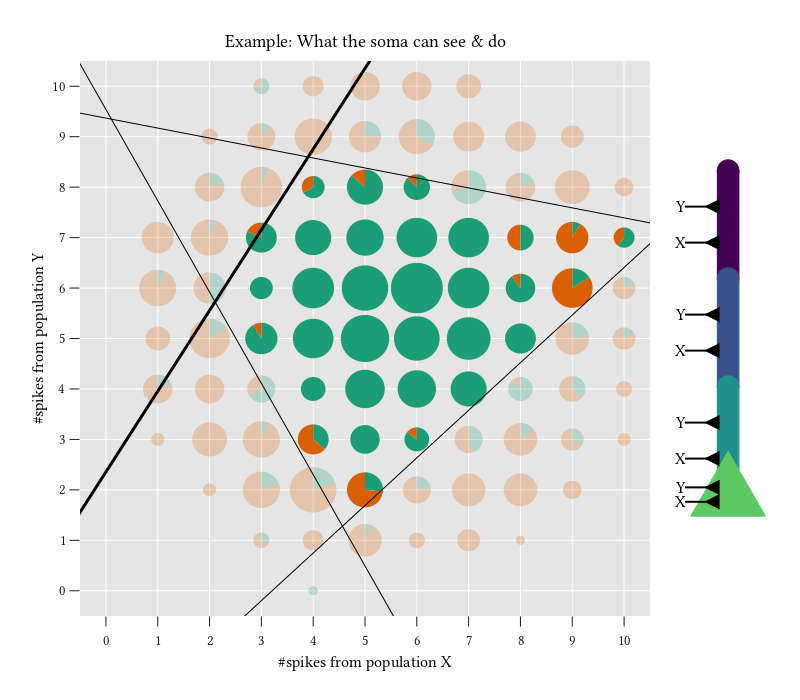 Example: What the soma can see & do
#spikes from population Y
10
9
8
7
6
5
4
3
2
1
0
0 1 2 3 4 5 6 7 8 9 10
#spikes from population X
Y
X
Y
X
Y
X
Y
X